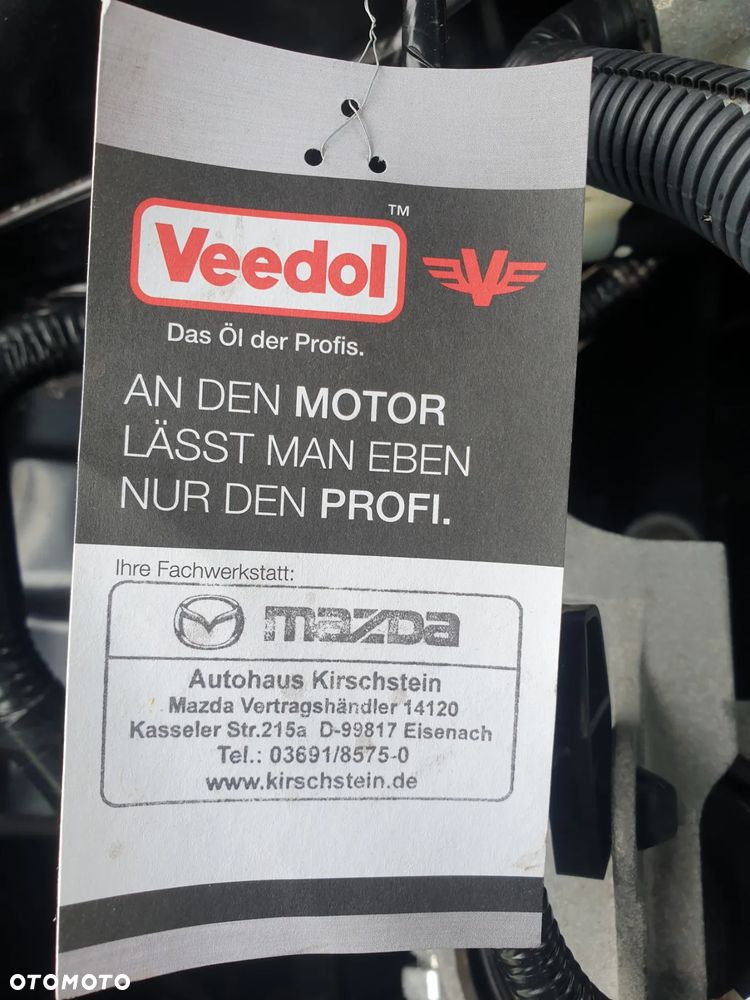 Veedol
™
Das Öl der Profis.
AN DEN MOTOR
LÄSST MAN EBEN
NUR DEN PROFI.
Ihre Fachwerkstatt:
mazda
Autohaus Kirschstein
Mazda Vertragshändler 14120
Kasseler Str.215a D-99817 Eisenach
Tel.: 03691/8575-0
www.kirschstein.de
OTOMOTO